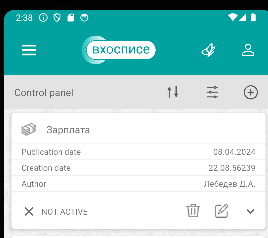 2:38
вхосписе
Control panel
Зарплата
Publication date 08.04.2024
Creation date 22.08.56239
Author Лебедев Д.А.
NOT ACTIVE